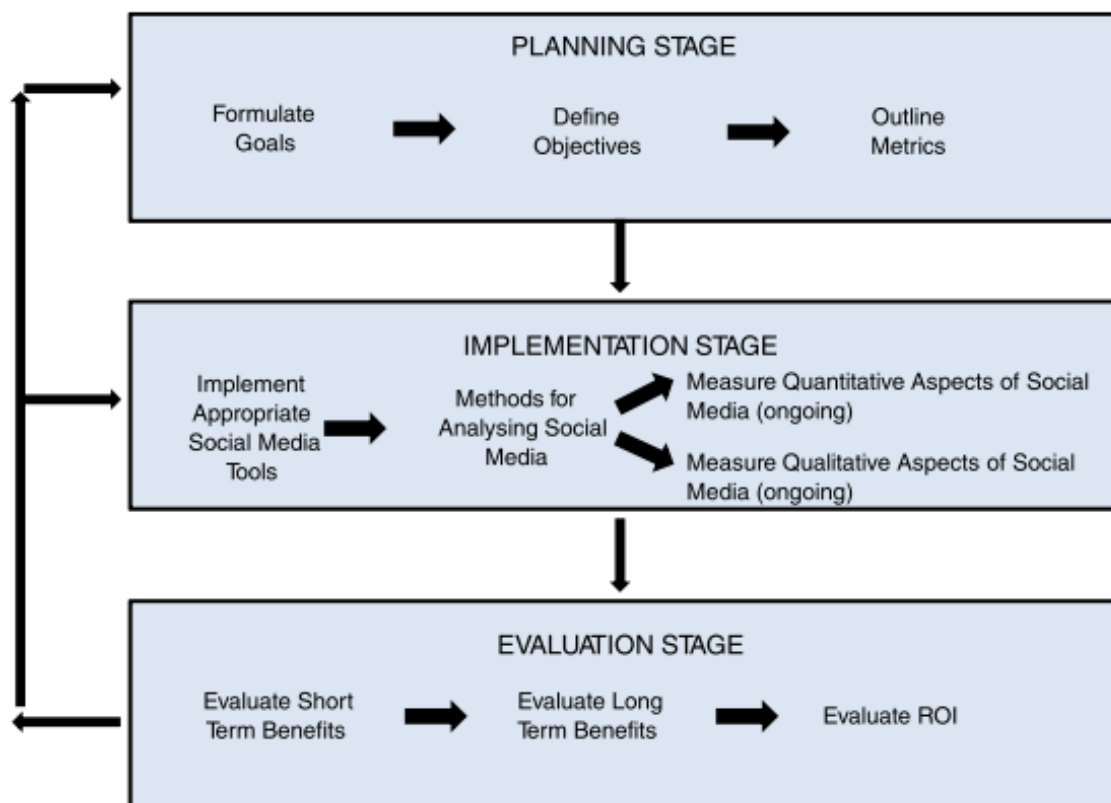 PLANNING STAGE
Formulate
Goals
Define
Objectives
Outline
Metrics
IMPLEMENTATION STAGE
Implement
Appropriate
Social Media
Tools
Methods for
Analysing Social
Media
Measure Quantitative Aspects of Social
Media (ongoing)
Measure Qualitative Aspects of Social
Media (ongoing)
EVALUATION STAGE
Evaluate Short
Term Benefits
Evaluate Long
Term Benefits
Evaluate ROI